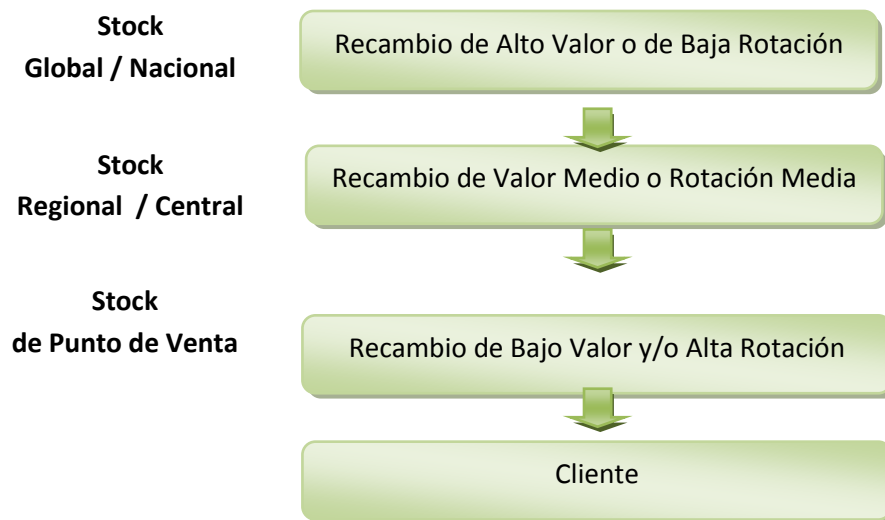 Stock
Global / Nacional
Recambio de Alto Valor o de Baja Rotación
Stock
Regional / Central
Recambio de Valor Medio o Rotación Media
Stock
de Punto de Venta
Recambio de Bajo Valor y/o Alta Rotación
Cliente